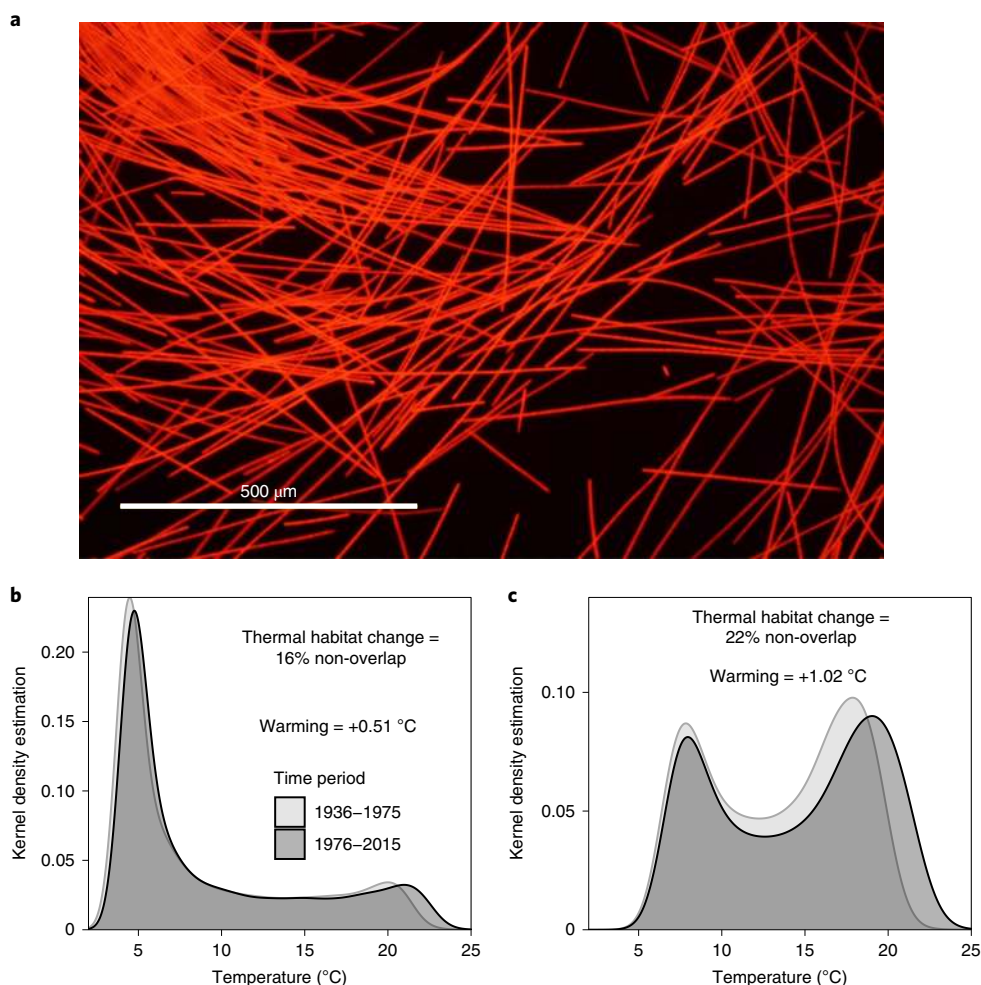 a
500 μm
b
Kernel density estimation
0.20
0.15
0.10
0.05
0
5
10
15
20
25
Temperature (°C)
Thermal habitat change =
16% non-overlap
Warming = +0.51 °C
Time period
1936–1975
1976–2015
c
Kernel density estimation
0.10
0.05
0
5
10
15
20
25
Temperature (°C)
Thermal habitat change =
22% non-overlap
Warming = +1.02 °C